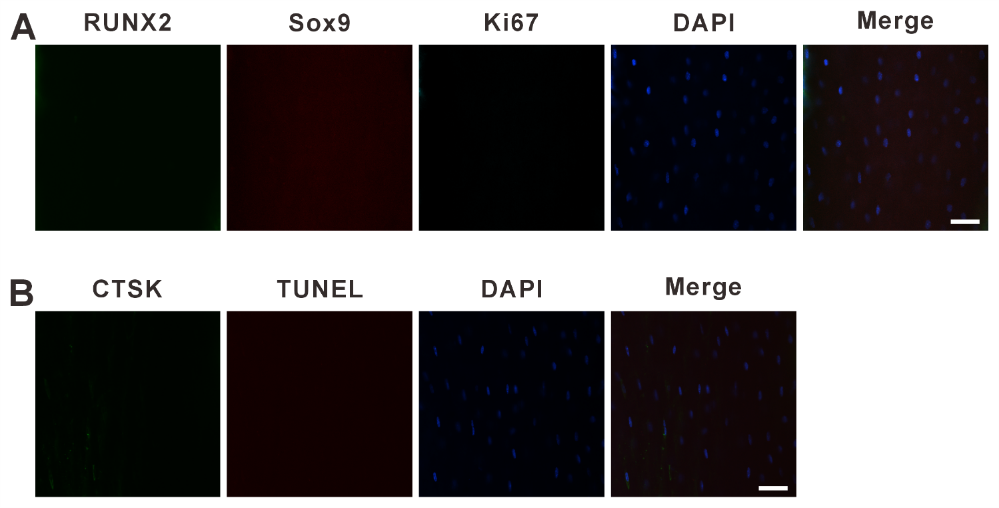 A RUNX2 Sox9 Ki67 DAPI Merge
B CTSK TUNEL DAPI Merge